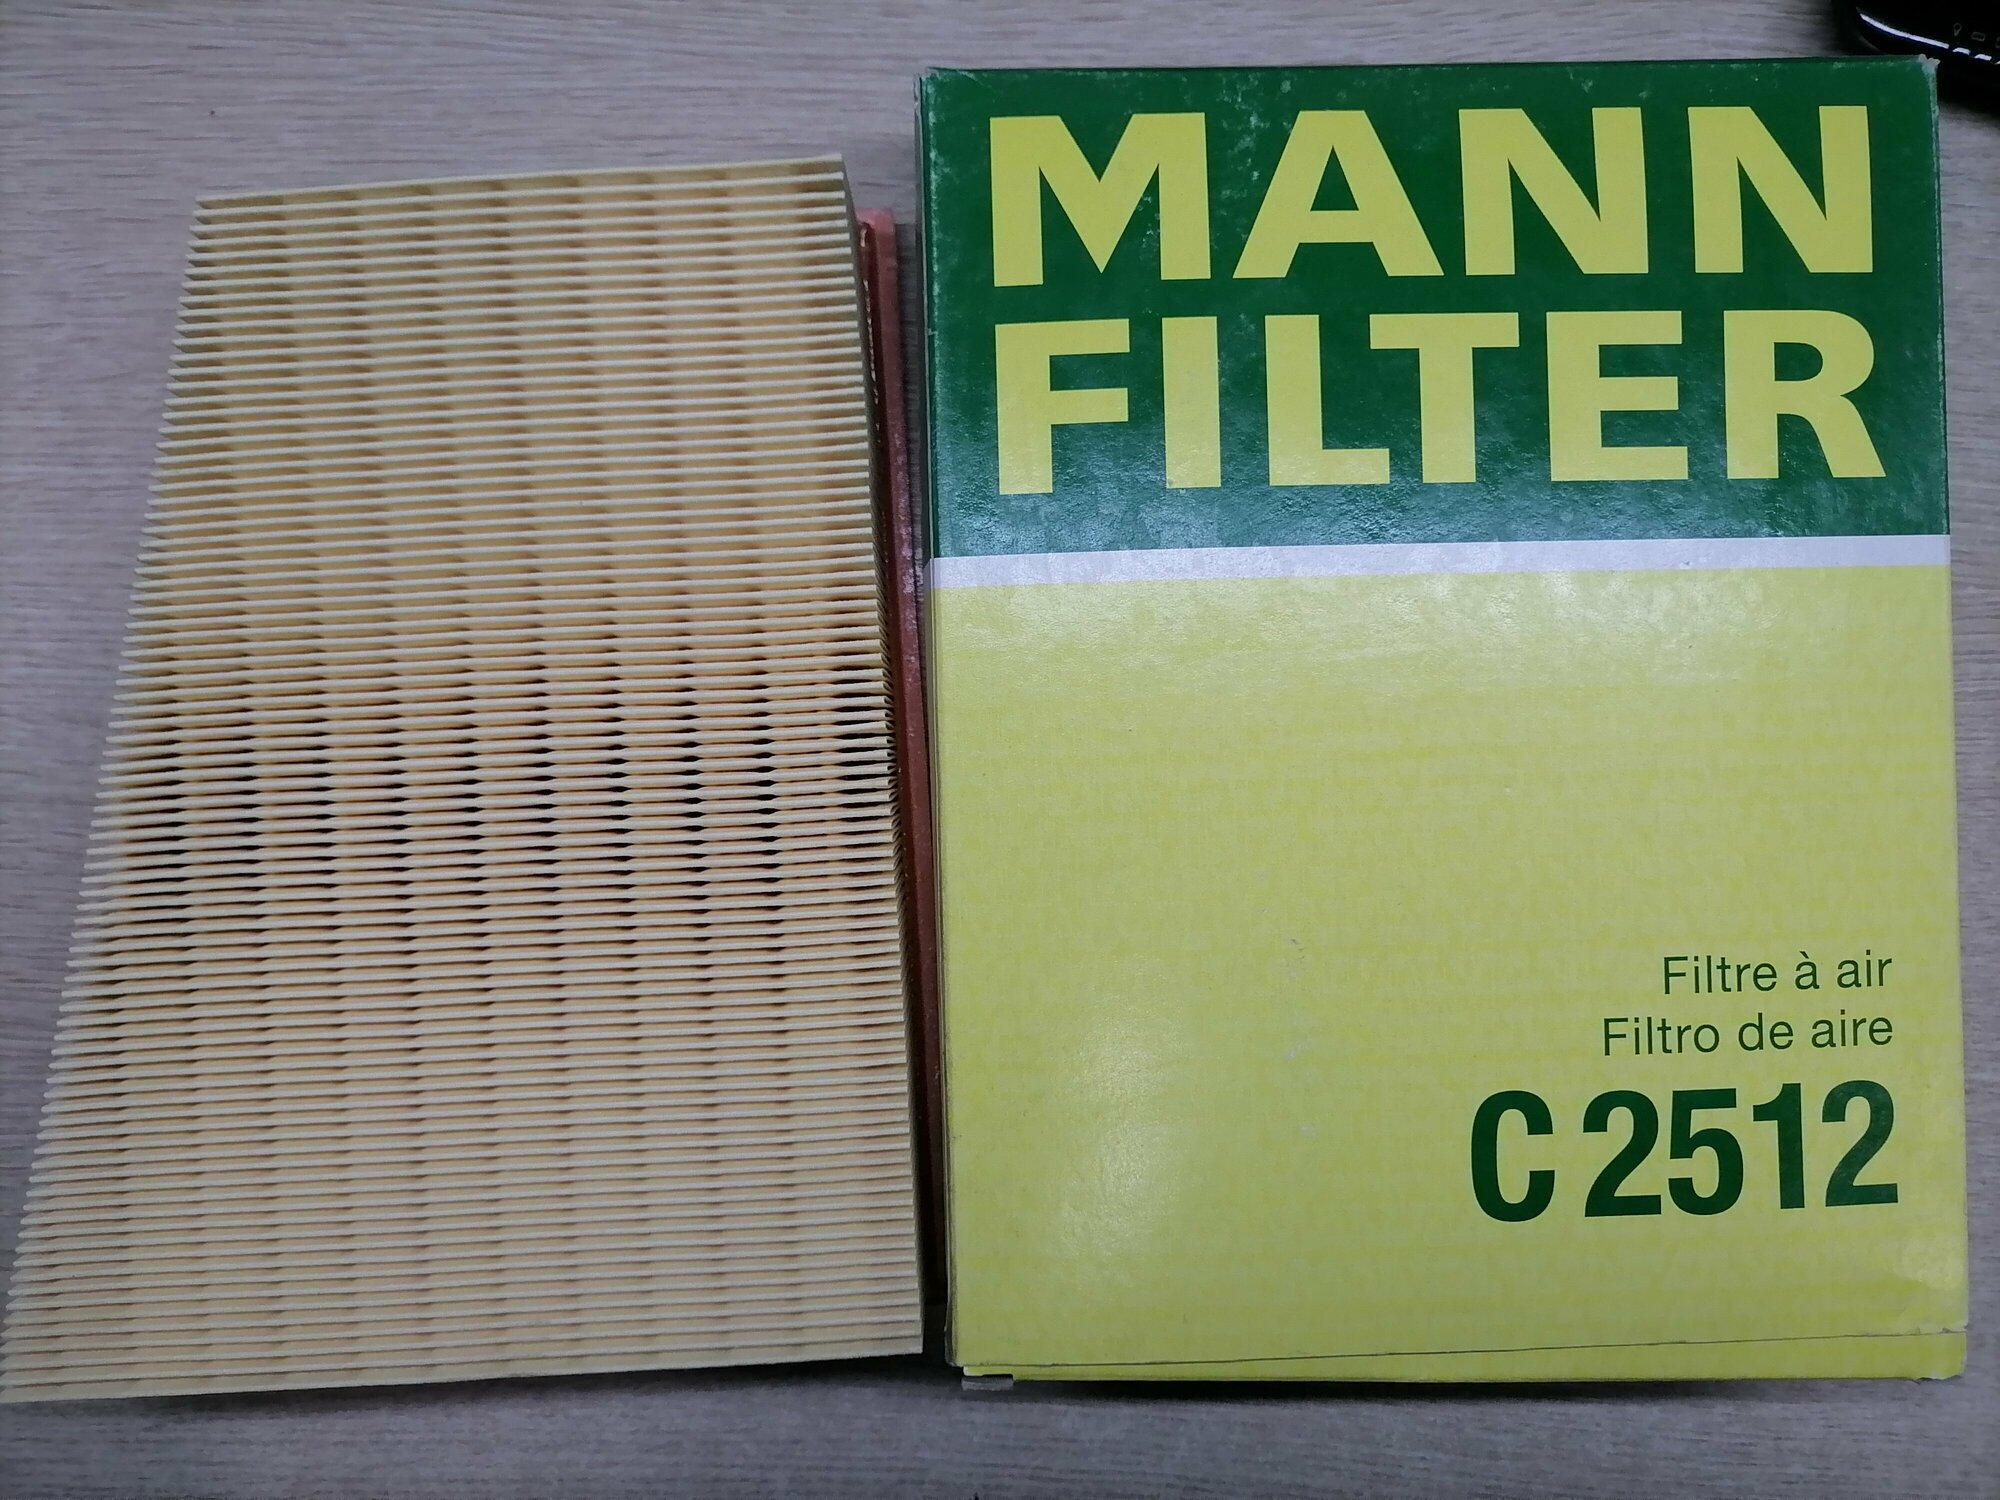 MANN
FILTER
Filtre à air
Filtro de aire
C 2512